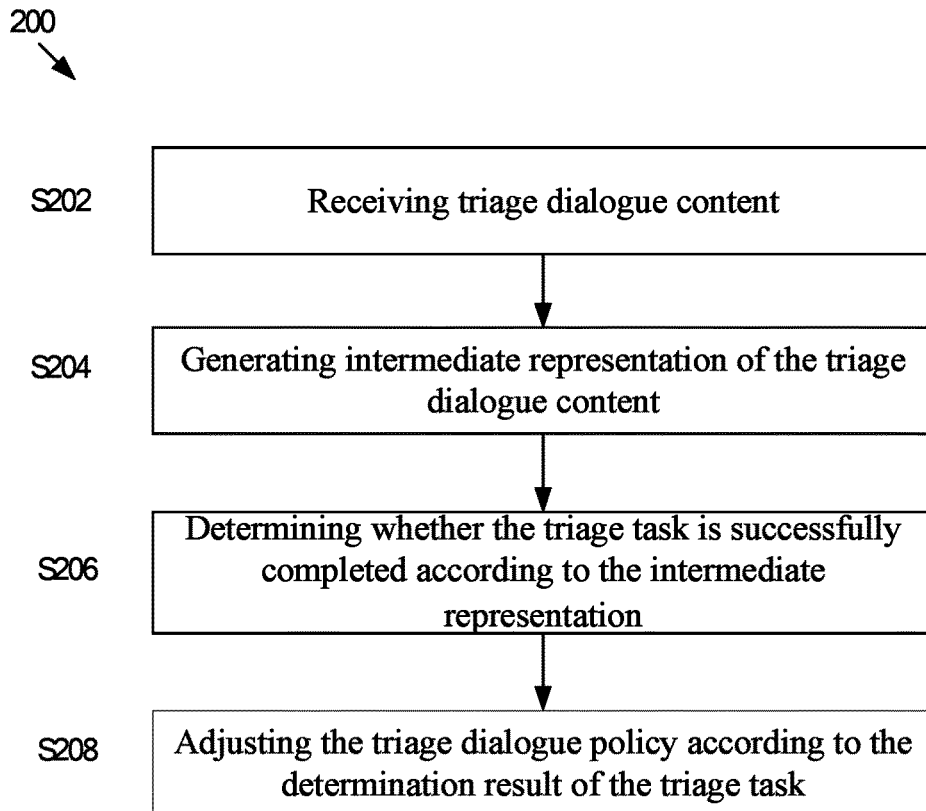 200
S202
Receiving triage dialogue content
S204
Generating intermediate representation of the triage
dialogue content
S206
Determining whether the triage task is successfully
completed according to the intermediate
representation
S208
Adjusting the triage dialogue policy according to the
determination result of the triage task